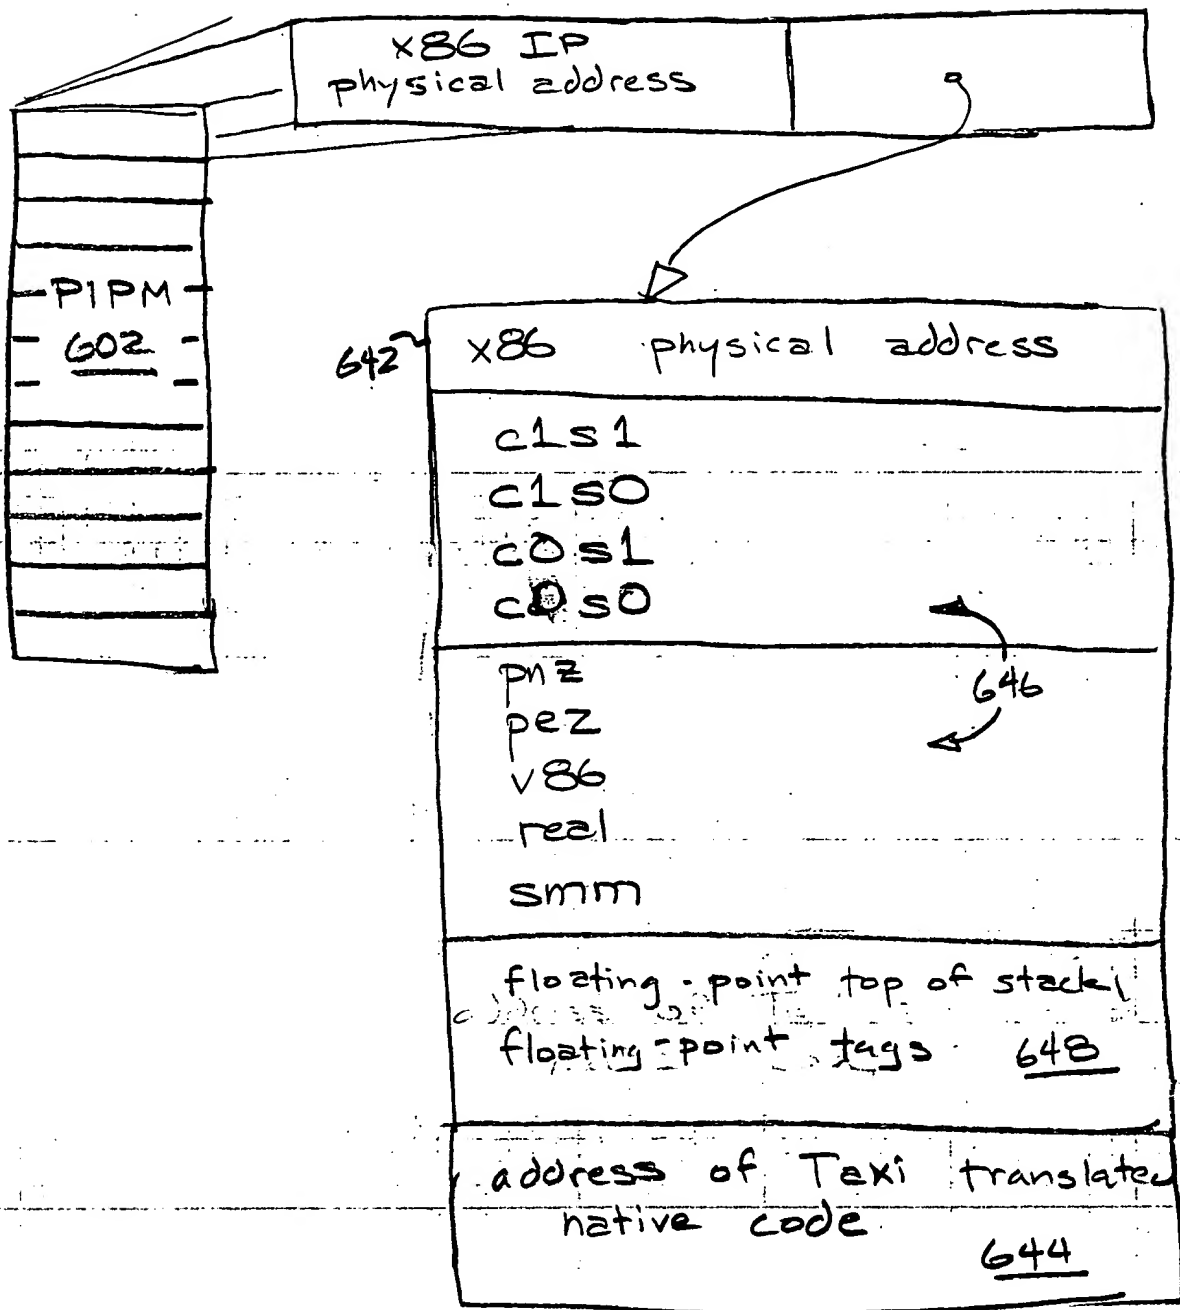 x86 IP
physical address
PIPM
602
642
x86 physical address
c1s1
c1s0
c0s1
c0s0
646
pnz
pez
v86
real
smm
floating-point top of stack
floating-point tags 648
address of Taxi translated
native code
644